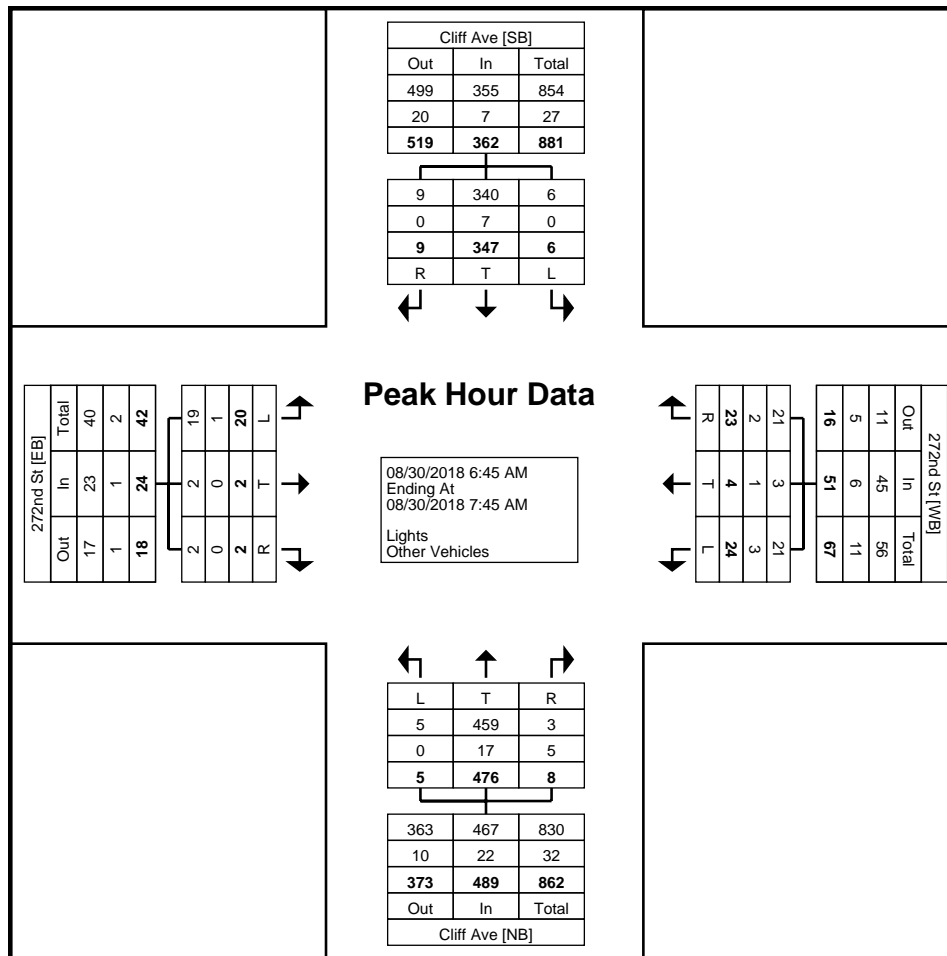 Cliff Ave [SB]
Out In Total
499 355 854
20 7 27
519 362 881
9 340 6
0 7 0
9 347 6
R T L
Peak Hour Data
08/30/2018 6:45 AM
Ending At
08/30/2018 7:45 AM
Lights
Other Vehicles
272nd St [EB]
Out In Total
17 23 40
1 1 2
18 24 42
2 2 19
0 0 1
2 2 20
R T L
272nd St [WB]
Out In Total
11 45 56
5 6 11
16 51 67
21 3 21
2 1 3
23 4 24
R T L
L T R
5 459 3
0 17 5
5 476 8
363 467 830
10 22 32
373 489 862
Out In Total
Cliff Ave [NB]